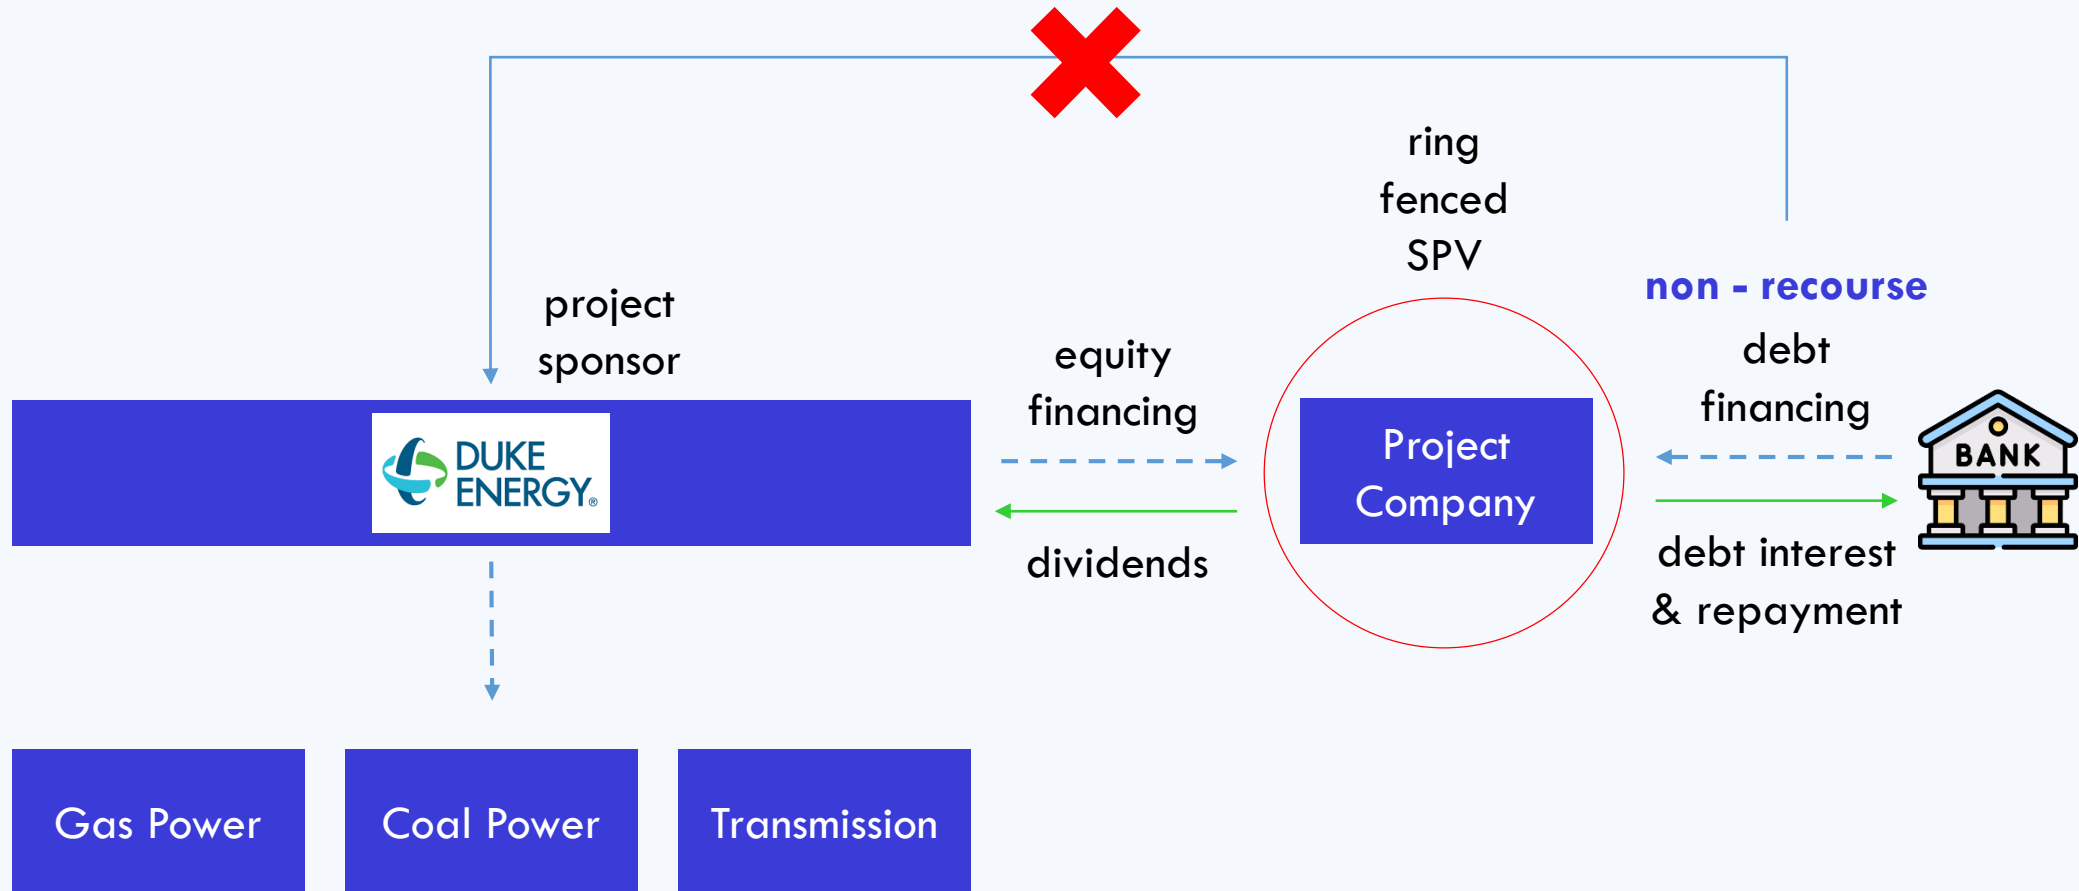 ring
fenced
SPV
project
sponsor
equity
financing
non - recourse
debt
financing
DUKE
ENERGY®
Project
Company
BANK
dividends
debt interest
& repayment
Gas Power
Coal Power
Transmission